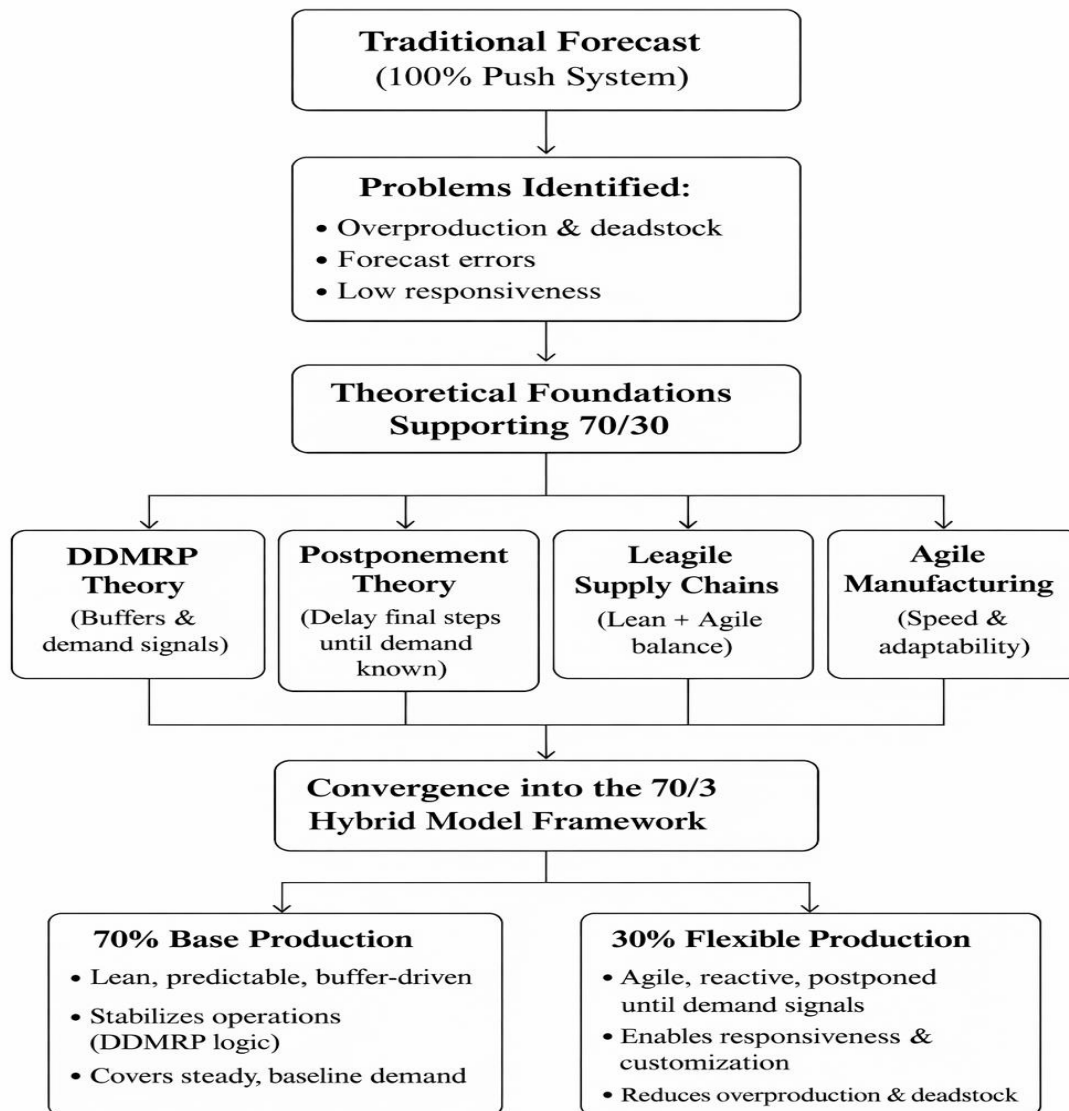 Traditional Forecast
(100% Push System)
Problems Identified:
• Overproduction & deadstock
• Forecast errors
• Low responsiveness
Theoretical Foundations
Supporting 70/30
DDMRP
Theory
(Buffers &
demand signals)
Postponement
Theory
(Delay final steps
until demand
known)
Leagile
Supply Chains
(Lean + Agile
balance)
Agile
Manufacturing
(Speed &
adaptability)
Convergence into the 70/3
Hybrid Model Framework
70% Base Production
• Lean, predictable, buffer-driven
• Stabilizes operations
(DDMRP logic)
• Covers steady, baseline demand
30% Flexible Production
• Agile, reactive, postponed
until demand signals
• Enables responsiveness &
customization
• Reduces overproduction & deadstock